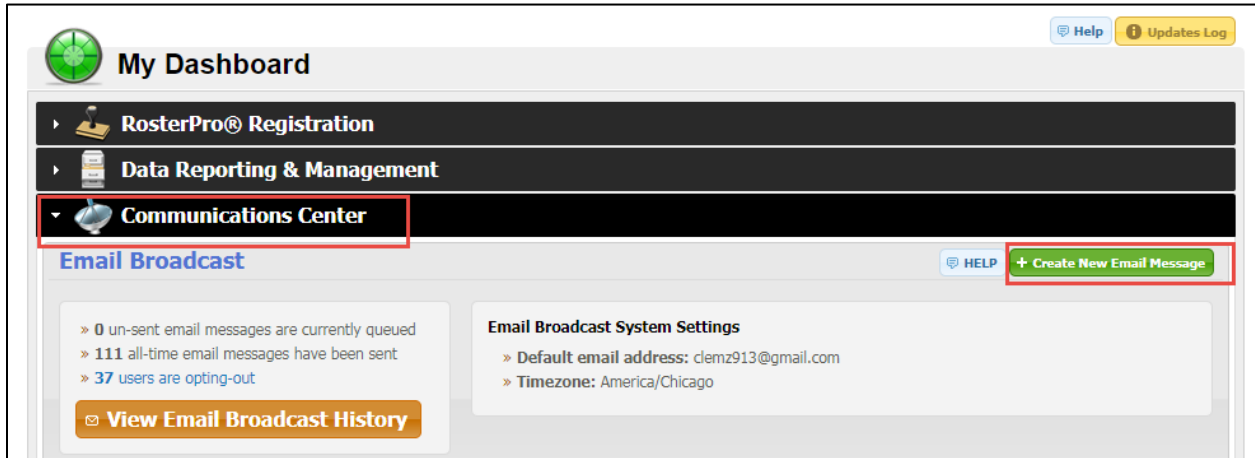 Help
Updates Log
My Dashboard
RosterPro® Registration
Data Reporting & Management
Communications Center
Email Broadcast
HELP
+ Create New Email Message
» 0 un-sent email messages are currently queued
» 111 all-time email messages have been sent
» 37 users are opting-out
View Email Broadcast History
Email Broadcast System Settings
» Default email address: clemz913@gmail.com
» Timezone: America/Chicago